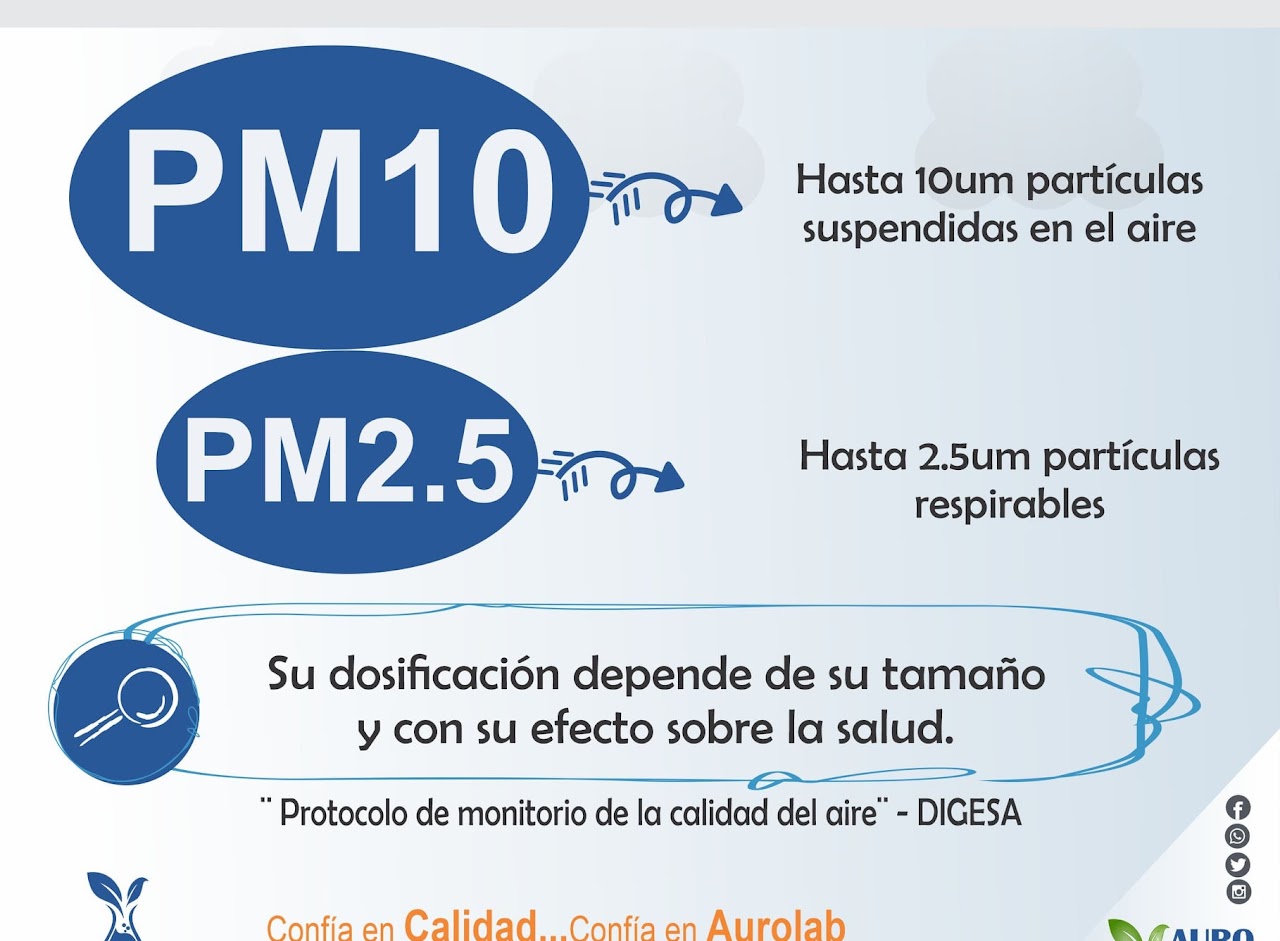 PM10
Hasta 10um partículas
suspendidas en el aire
PM2.5
Hasta 2.5um partículas
respirables
Su dosificación depende de su tamaño
y con su efecto sobre la salud.
¨ Protocolo de monitorio de la calidad del aire¨ - DIGESA
Confía en Calidad...Confía en Aurolab
AURO